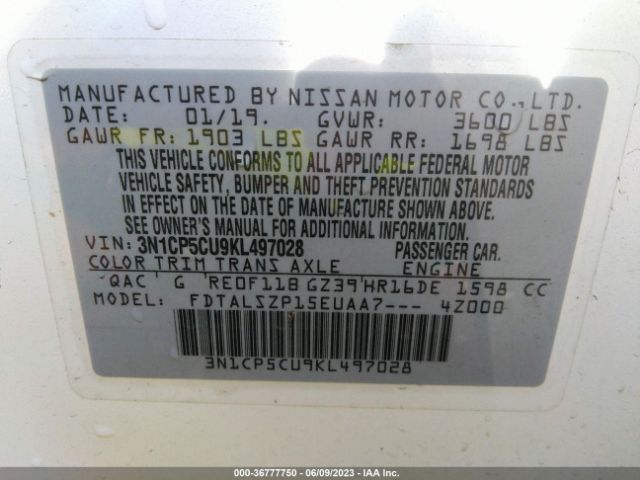 MANUFACTURED BY NISSAN MOTOR CO., LTD.
DATE: 01/19. GVWR: 3600 LBS
GAWR FR: 1903 LBS GAWR RR: 1698 LBS
THIS VEHICLE CONFORMS TO ALL APPLICABLE FEDERAL MOTOR
VEHICLE SAFETY, BUMPER AND THEFT PREVENTION STANDARDS
IN EFFECT ON THE DATE OF MANUFACTURE SHOWN ABOVE.
SEE OWNER'S MANUAL FOR ADDITIONAL INFORMATION.
VIN: 3N1CP5CU9KL497028 PASSENGER CAR.
COLOR TRIM TRANS AXLE ENGINE
QAC G RE0F11B GZ39 HR16DE 1598 CC
MODEL: FDTALSZP15EUAA7--- 4Z000
3N1CP5CU9KL497028
000-36777750 | 06/09/2023 - IAA Inc.